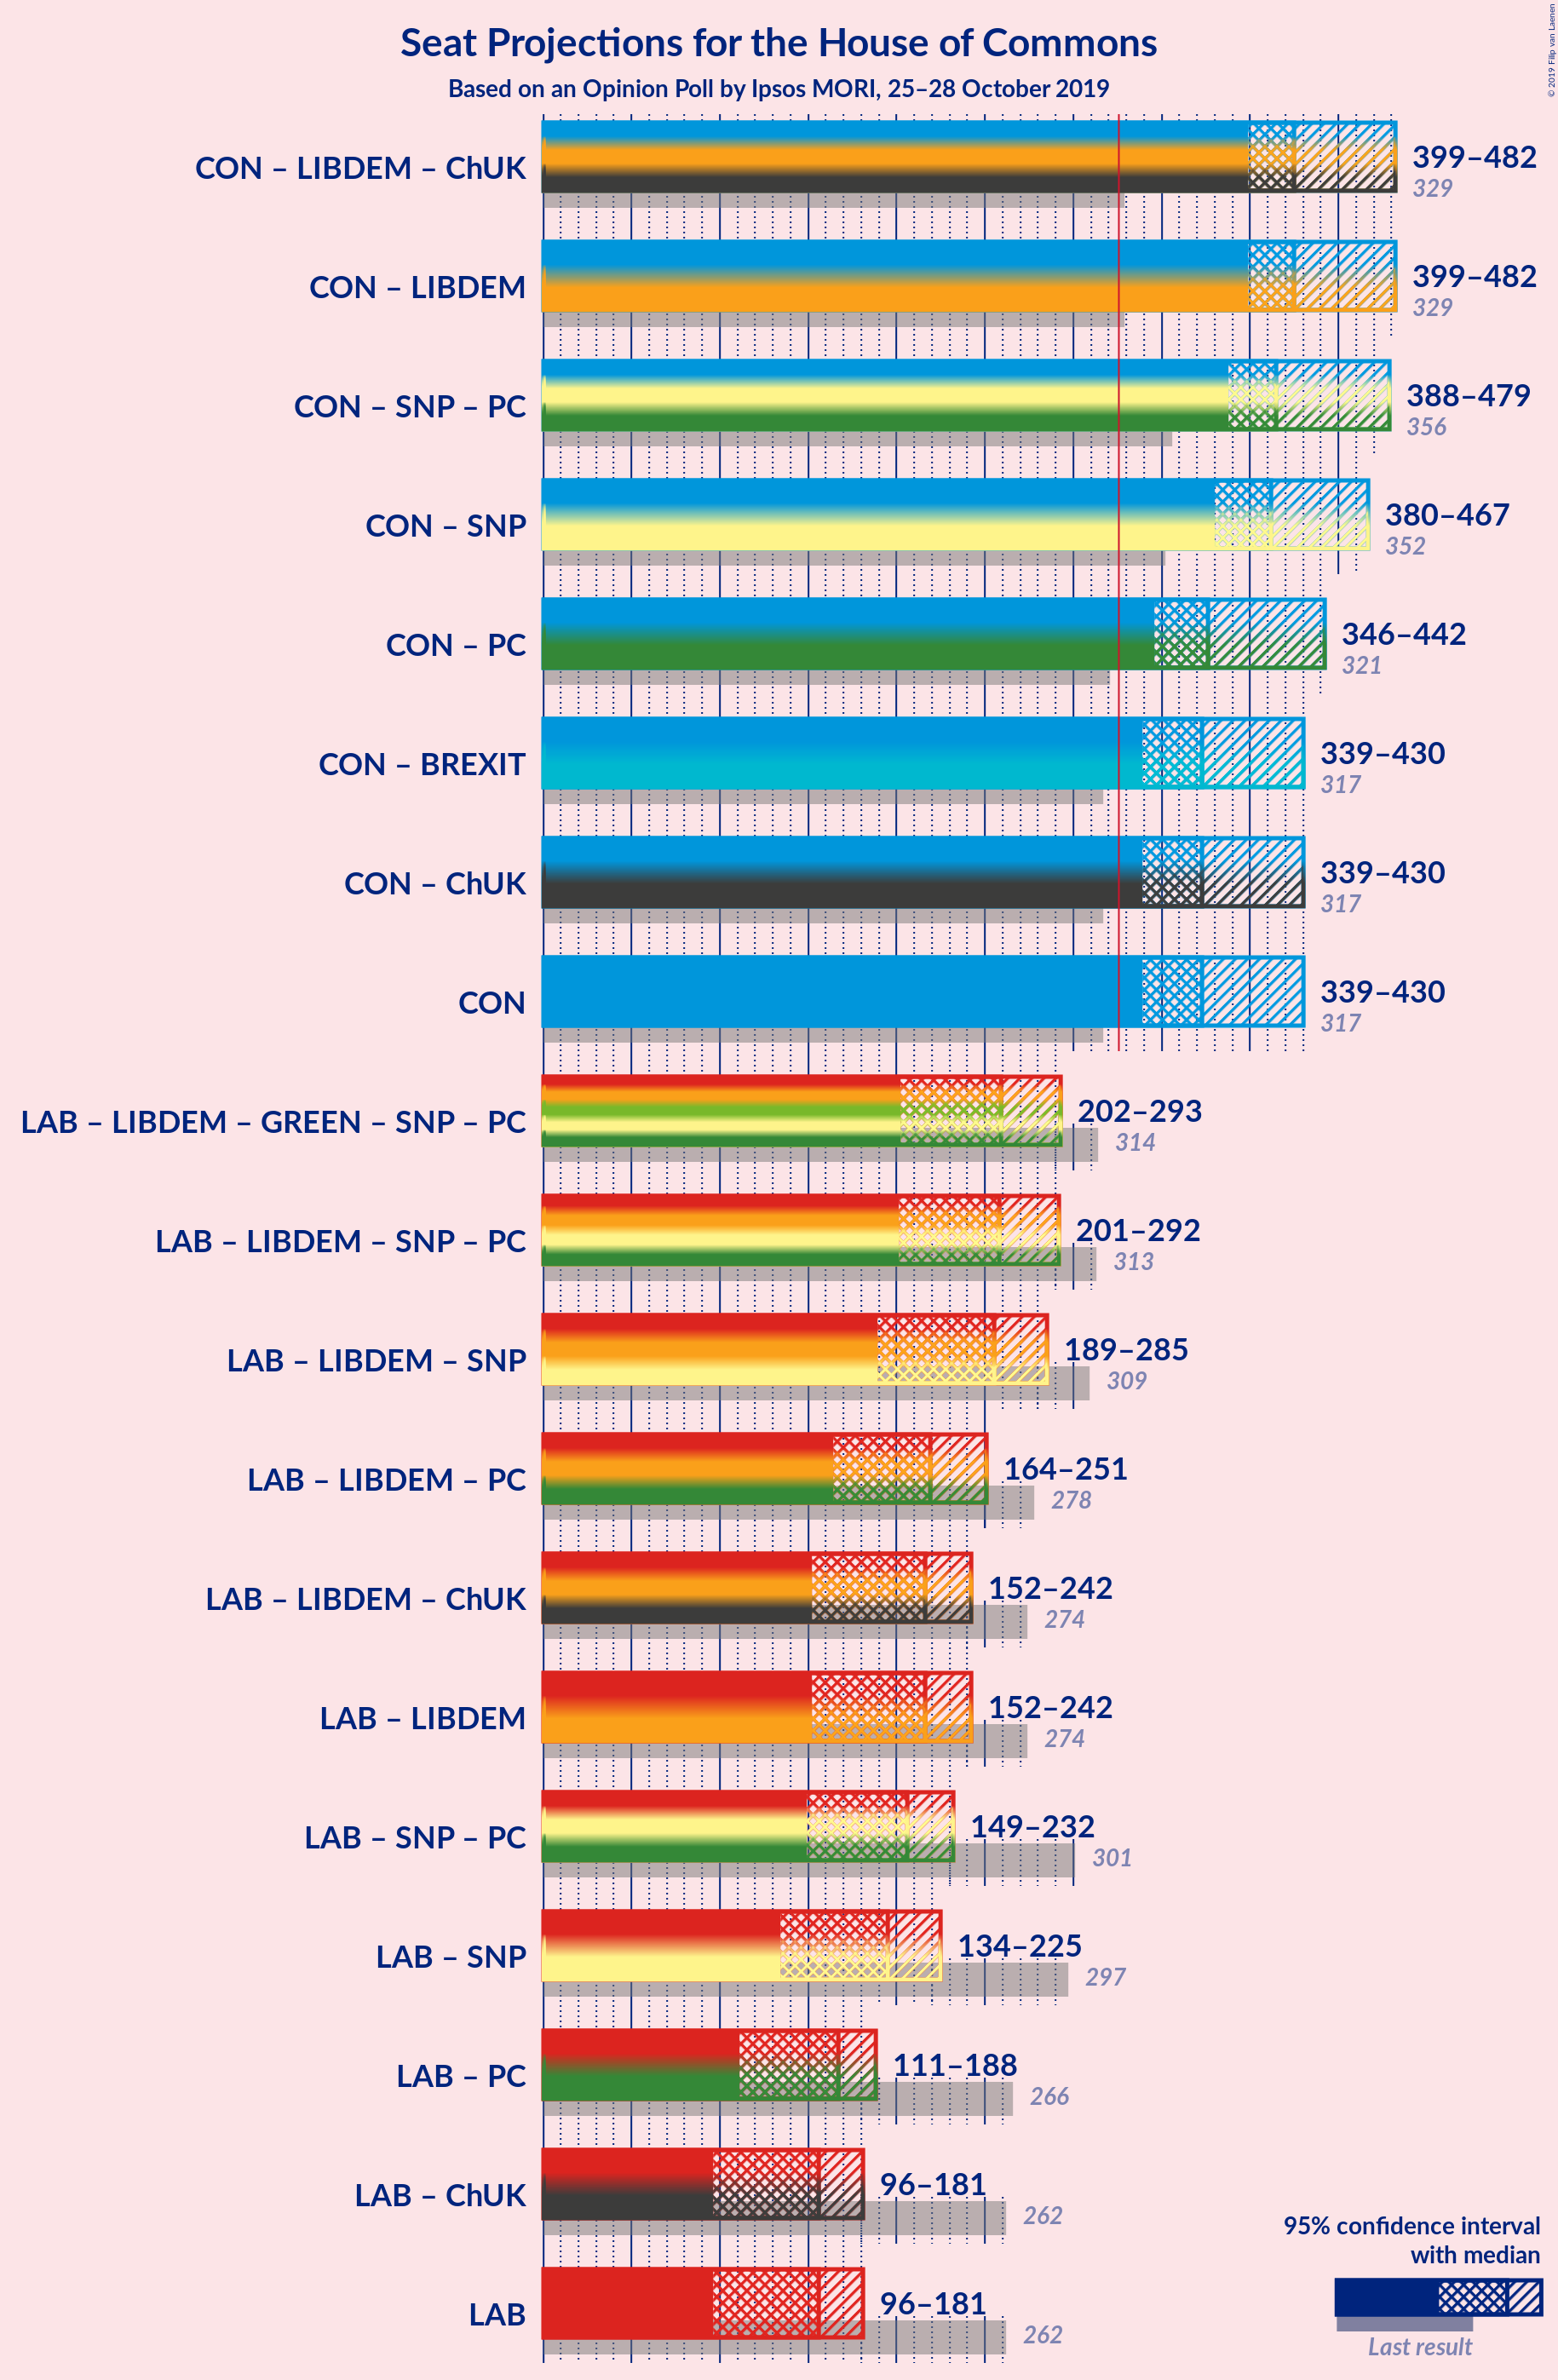 Seat Projections for the House of Commons
Based on an Opinion Poll by Ipsos MORI, 25–28 October 2019
© 2019 Filip van Laenen
CON – LIBDEM – ChUK
399–482
329
CON – LIBDEM
399–482
329
CON – SNP – PC
388–479
356
CON – SNP
380–467
352
CON – PC
346–442
321
CON – BREXIT
339–430
317
CON – ChUK
339–430
317
CON
339–430
317
LAB – LIBDEM – GREEN – SNP – PC
202–293
314
LAB – LIBDEM – SNP – PC
201–292
313
LAB – LIBDEM – SNP
189–285
309
LAB – LIBDEM – PC
164–251
278
LAB – LIBDEM – ChUK
152–242
274
LAB – LIBDEM
152–242
274
LAB – SNP – PC
149–232
301
LAB – SNP
134–225
297
LAB – PC
111–188
266
LAB – ChUK
96–181
262
LAB
96–181
262
95% confidence interval
with median
Last result